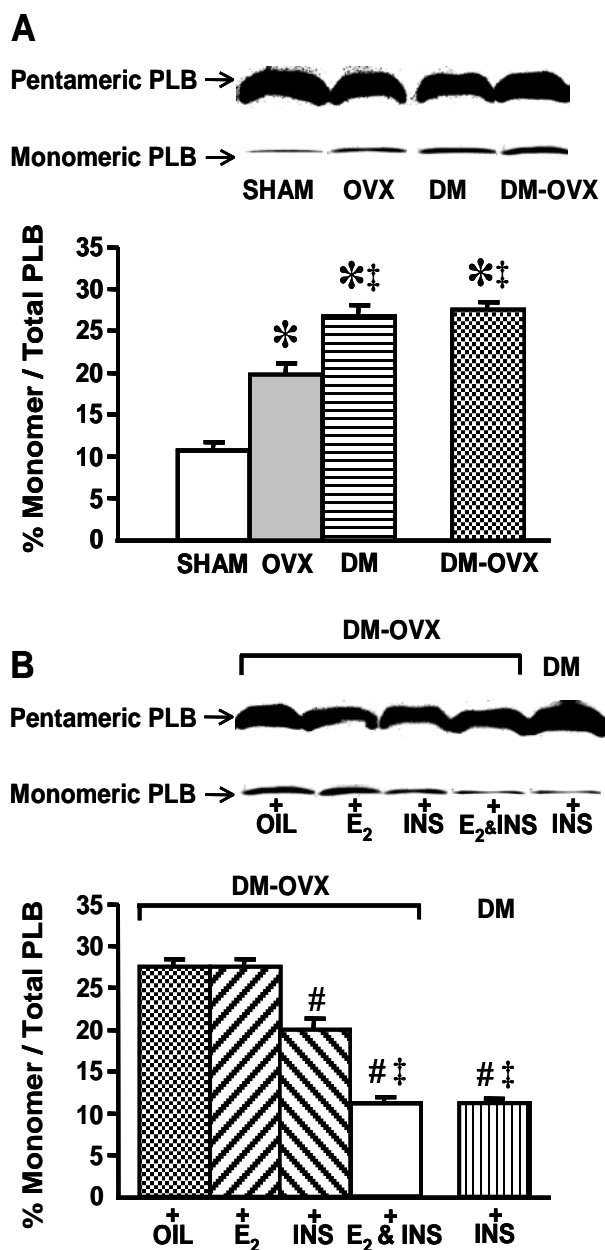 A
Pentameric PLB →
Monomeric PLB →
SHAM OVX DM DM-OVX
% Monomer / Total PLB
35
30
25
20
15
10
5
0
*
*‡
*‡
SHAM OVX DM DM-OVX
DM-OVX
B
DM
Pentameric PLB →
Monomeric PLB →
+ + + + +
OIL E₂ INS E₂&INS INS
DM-OVX
DM
% Monomer / Total PLB
35
30
25
20
15
10
5
0
#
# ‡
# ‡
+ + + + +
OIL E₂ INS E₂ & INS INS